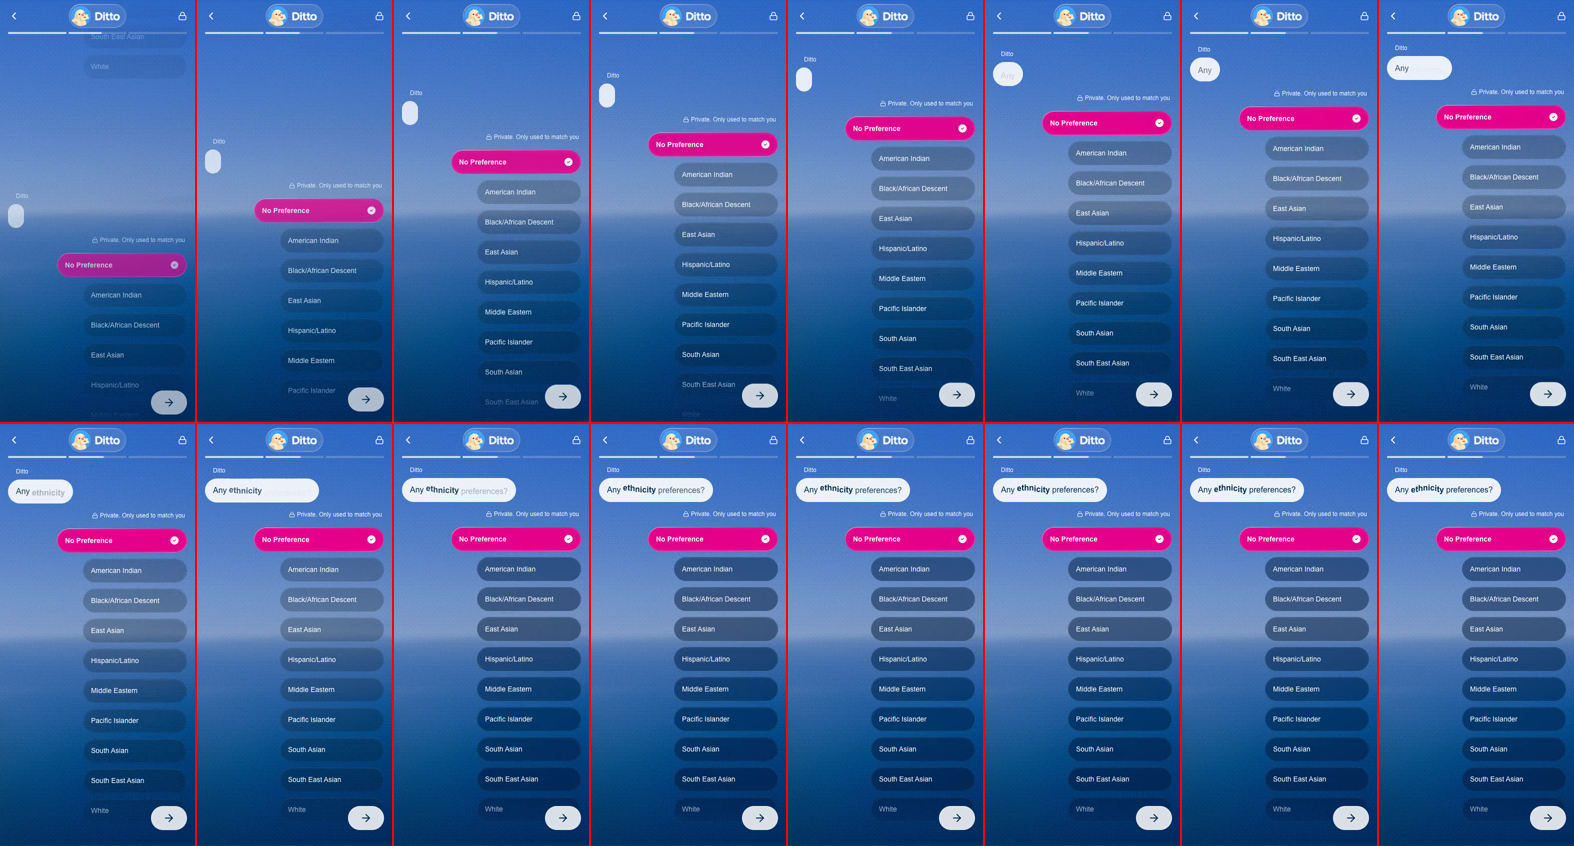 Ditto
South East Asian
White
Ditto
Private. Only used to match you
No Preference
American Indian
Black/African Descent
East Asian
Hispanic/Latino
Ditto
Ditto
Private. Only used to match you
No Preference
American Indian
Black/African Descent
East Asian
Hispanic/Latino
Middle Eastern
Pacific Islander
Ditto
Ditto
Private. Only used to match you
No Preference
American Indian
Black/African Descent
East Asian
Hispanic/Latino
Middle Eastern
Pacific Islander
South Asian
South East Asian
Ditto
Ditto
Private. Only used to match you
No Preference
American Indian
Black/African Descent
East Asian
Hispanic/Latino
Middle Eastern
Pacific Islander
South Asian
South East Asian
Ditto
Ditto
Private. Only used to match you
No Preference
American Indian
Black/African Descent
East Asian
Hispanic/Latino
Middle Eastern
Pacific Islander
South Asian
South East Asian
White
Ditto
Ditto
Any
Private. Only used to match you
No Preference
American Indian
Black/African Descent
East Asian
Hispanic/Latino
Middle Eastern
Pacific Islander
South Asian
South East Asian
White
Ditto
Ditto
Any
Private. Only used to match you
No Preference
American Indian
Black/African Descent
East Asian
Hispanic/Latino
Middle Eastern
Pacific Islander
South Asian
South East Asian
White
Ditto
Ditto
Any
Private. Only used to match you
No Preference
American Indian
Black/African Descent
East Asian
Hispanic/Latino
Middle Eastern
Pacific Islander
South Asian
South East Asian
White
Ditto
Ditto
Any ethnicity
Private. Only used to match you
No Preference
American Indian
Black/African Descent
East Asian
Hispanic/Latino
Middle Eastern
Pacific Islander
South Asian
South East Asian
White
Ditto
Ditto
Any ethnicity
Private. Only used to match you
No Preference
American Indian
Black/African Descent
East Asian
Hispanic/Latino
Middle Eastern
Pacific Islander
South Asian
South East Asian
White
Ditto
Ditto
Any ethnicity preferences?
Private. Only used to match you
No Preference
American Indian
Black/African Descent
East Asian
Hispanic/Latino
Middle Eastern
Pacific Islander
South Asian
South East Asian
White
Ditto
Ditto
Any ethnicity preferences?
Private. Only used to match you
No Preference
American Indian
Black/African Descent
East Asian
Hispanic/Latino
Middle Eastern
Pacific Islander
South Asian
South East Asian
White
Ditto
Ditto
Any ethnicity preferences?
Private. Only used to match you
No Preference
American Indian
Black/African Descent
East Asian
Hispanic/Latino
Middle Eastern
Pacific Islander
South Asian
South East Asian
White
Ditto
Ditto
Any ethnicity preferences?
Private. Only used to match you
No Preference
American Indian
Black/African Descent
East Asian
Hispanic/Latino
Middle Eastern
Pacific Islander
South Asian
South East Asian
White
Ditto
Ditto
Any ethnicity preferences?
Private. Only used to match you
No Preference
American Indian
Black/African Descent
East Asian
Hispanic/Latino
Middle Eastern
Pacific Islander
South Asian
South East Asian
White
Ditto
Ditto
Any ethnicity preferences?
Private. Only used to match you
No Preference
American Indian
Black/African Descent
East Asian
Hispanic/Latino
Middle Eastern
Pacific Islander
South Asian
South East Asian
White